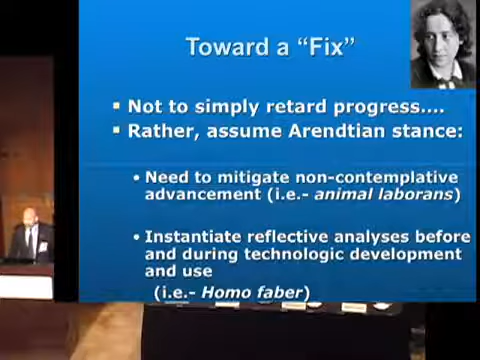 Toward a “Fix”
▪ Not to simply retard progress....
▪ Rather, assume Arendtian stance:
• Need to mitigate non-contemplative
advancement (i.e.- animal laborans)
• Instantiate reflective analyses before
and during technologic development
and use
(i.e.- Homo faber)